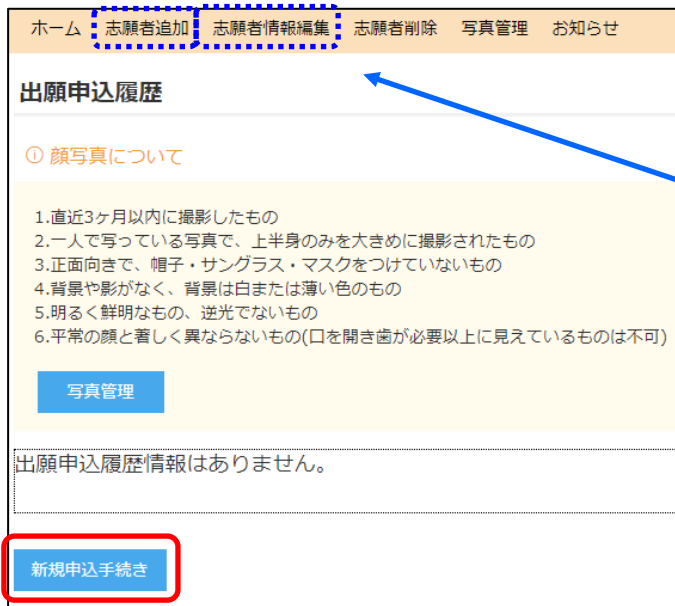 ホーム 志願者追加 志願者情報編集 志願者削除 写真管理 お知らせ
出願申込履歴
① 顔写真について
1.直近3ヶ月以内に撮影したもの
2.一人で写っている写真で、上半身のみを大きめに撮影されたもの
3.正面向きで、帽子・サングラス・マスクをつけていないもの
4.背景や影がなく、背景は白または薄い色のもの
5.明るく鮮明なもの、逆光でないもの
6.平常の顔と著しく異ならないもの(口を開き歯が必要以上に見えているものは不可)
写真管理
出願申込履歴情報はありません。
新規申込手続き